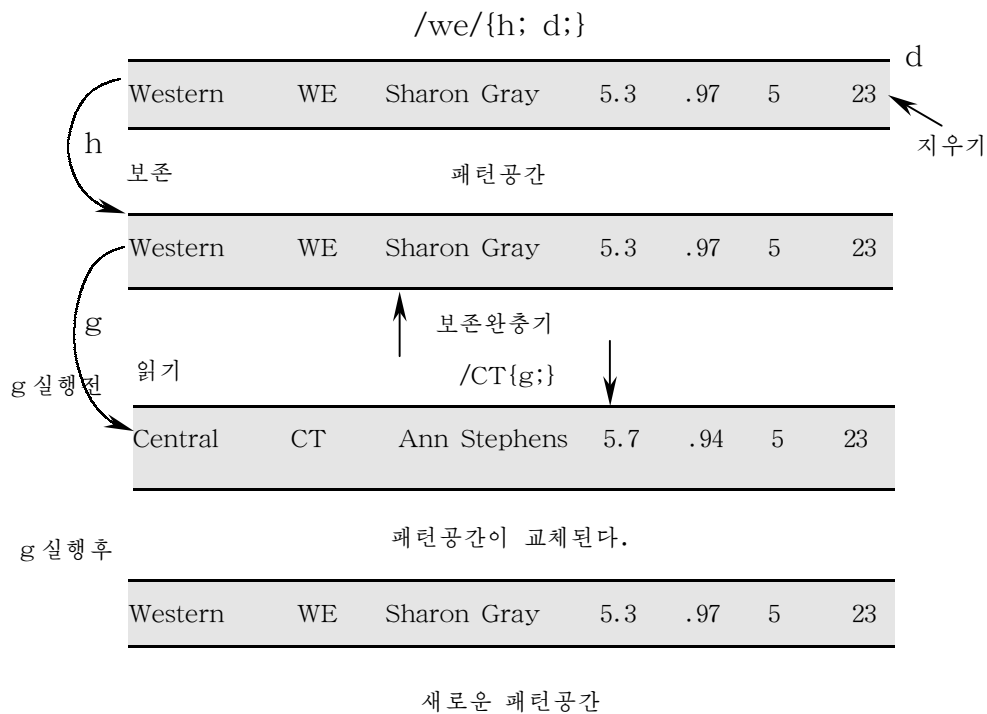 /we/{h; d;}
d
Western WE Sharon Gray 5.3 .97 5 23
지우기
h
보존 패턴공간
Western WE Sharon Gray 5.3 .97 5 23
g
보존완충기
읽기 /CT{g;}
g 실행전
Central CT Ann Stephens 5.7 .94 5 23
패턴공간이 교체된다.
g 실행후
Western WE Sharon Gray 5.3 .97 5 23
새로운 패턴공간